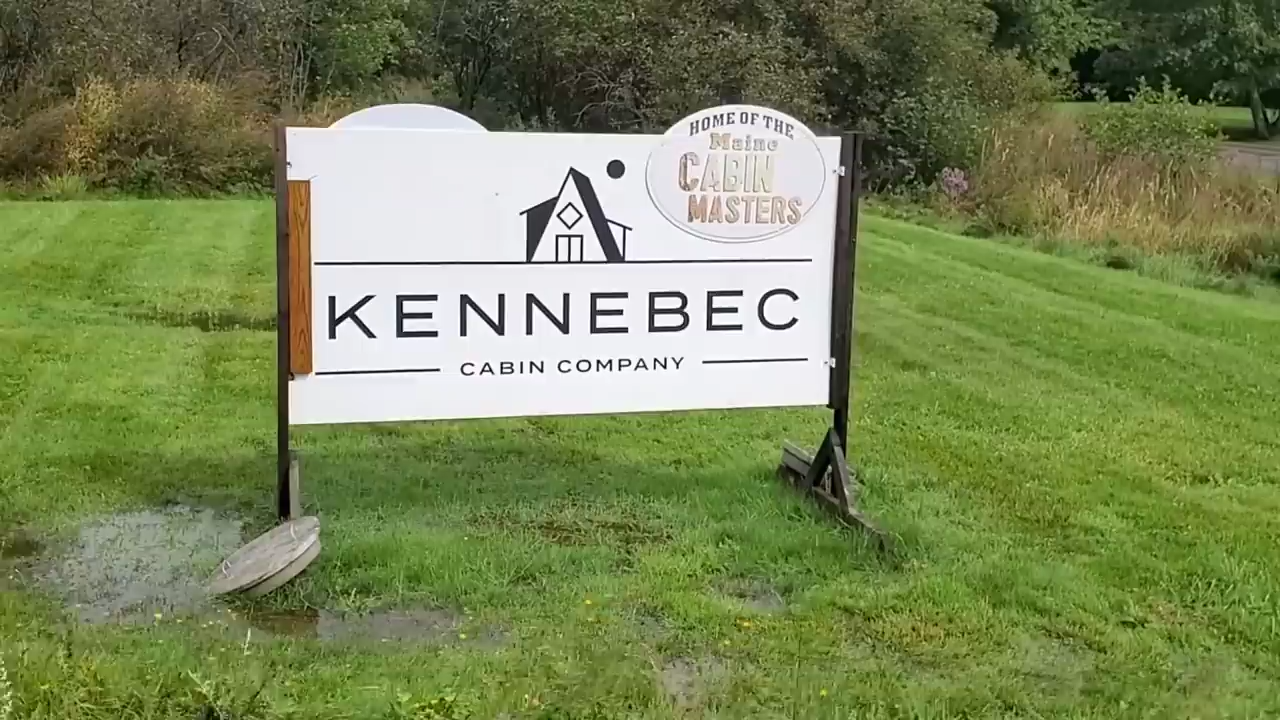 HOME OF THE
Maine
CABIN
MASTERS
KENNEBEC
CABIN COMPANY